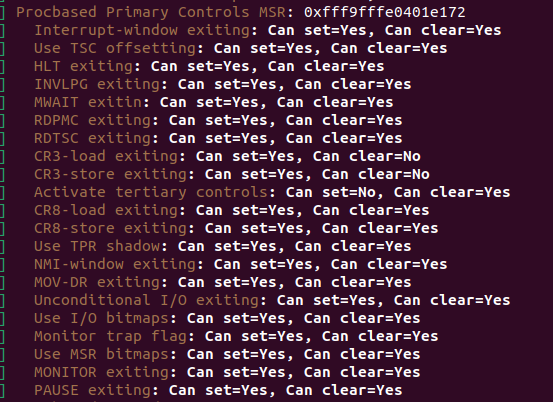 ] Procbased Primary Controls MSR: 0xfff9fffe0401e172
] Interrupt-window exiting: Can set=Yes, Can clear=Yes
] Use TSC offsetting: Can set=Yes, Can clear=Yes
] HLT exiting: Can set=Yes, Can clear=Yes
] INVLPG exiting: Can set=Yes, Can clear=Yes
] MWAIT exitin: Can set=Yes, Can clear=Yes
] RDPMC exiting: Can set=Yes, Can clear=Yes
] RDTSC exiting: Can set=Yes, Can clear=Yes
] CR3-load exiting: Can set=Yes, Can clear=No
] CR3-store exiting: Can set=Yes, Can clear=No
] Activate tertiary controls: Can set=No, Can clear=Yes
] CR8-load exiting: Can set=Yes, Can clear=Yes
] CR8-store exiting: Can set=Yes, Can clear=Yes
] Use TPR shadow: Can set=Yes, Can clear=Yes
] NMI-window exiting: Can set=Yes, Can clear=Yes
] MOV-DR exiting: Can set=Yes, Can clear=Yes
] Unconditional I/O exiting: Can set=Yes, Can clear=Yes
] Use I/O bitmaps: Can set=Yes, Can clear=Yes
] Monitor trap flag: Can set=Yes, Can clear=Yes
] Use MSR bitmaps: Can set=Yes, Can clear=Yes
] MONITOR exiting: Can set=Yes, Can clear=Yes
] PAUSE exiting: Can set=Yes, Can clear=Yes